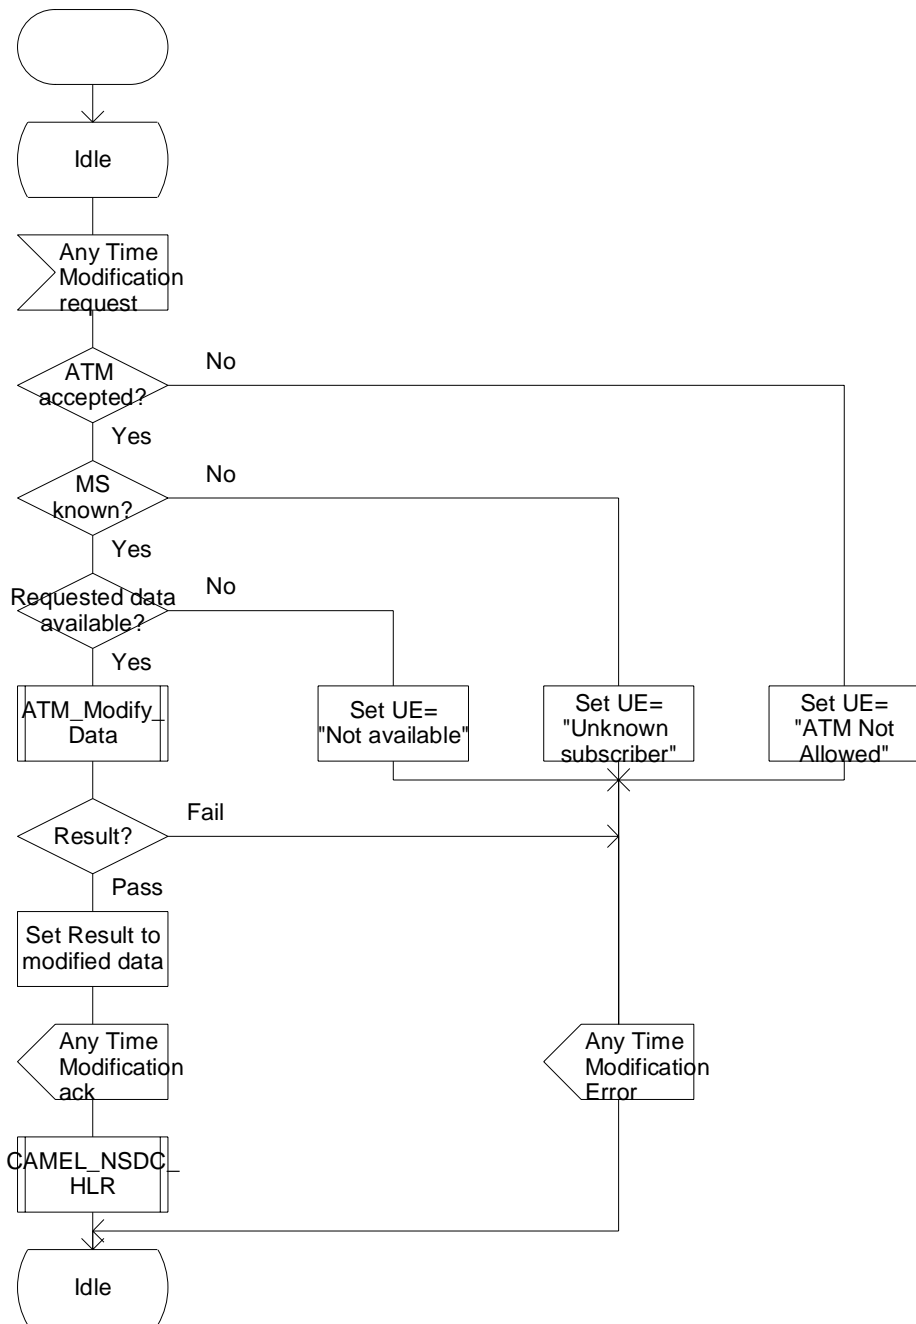 Idle
Any Time
Modification
request
ATM
accepted?
No
Yes
MS
known?
No
Yes
Requested data
available?
No
Yes
ATM_Modify_
Data
Set UE=
"Not available"
Set UE=
"Unknown
subscriber"
Set UE=
"ATM Not
Allowed"
Result?
Fail
Pass
Set Result to
modified data
Any Time
Modification
ack
Any Time
Modification
Error
CAMEL_NSDC_
HLR
Idle